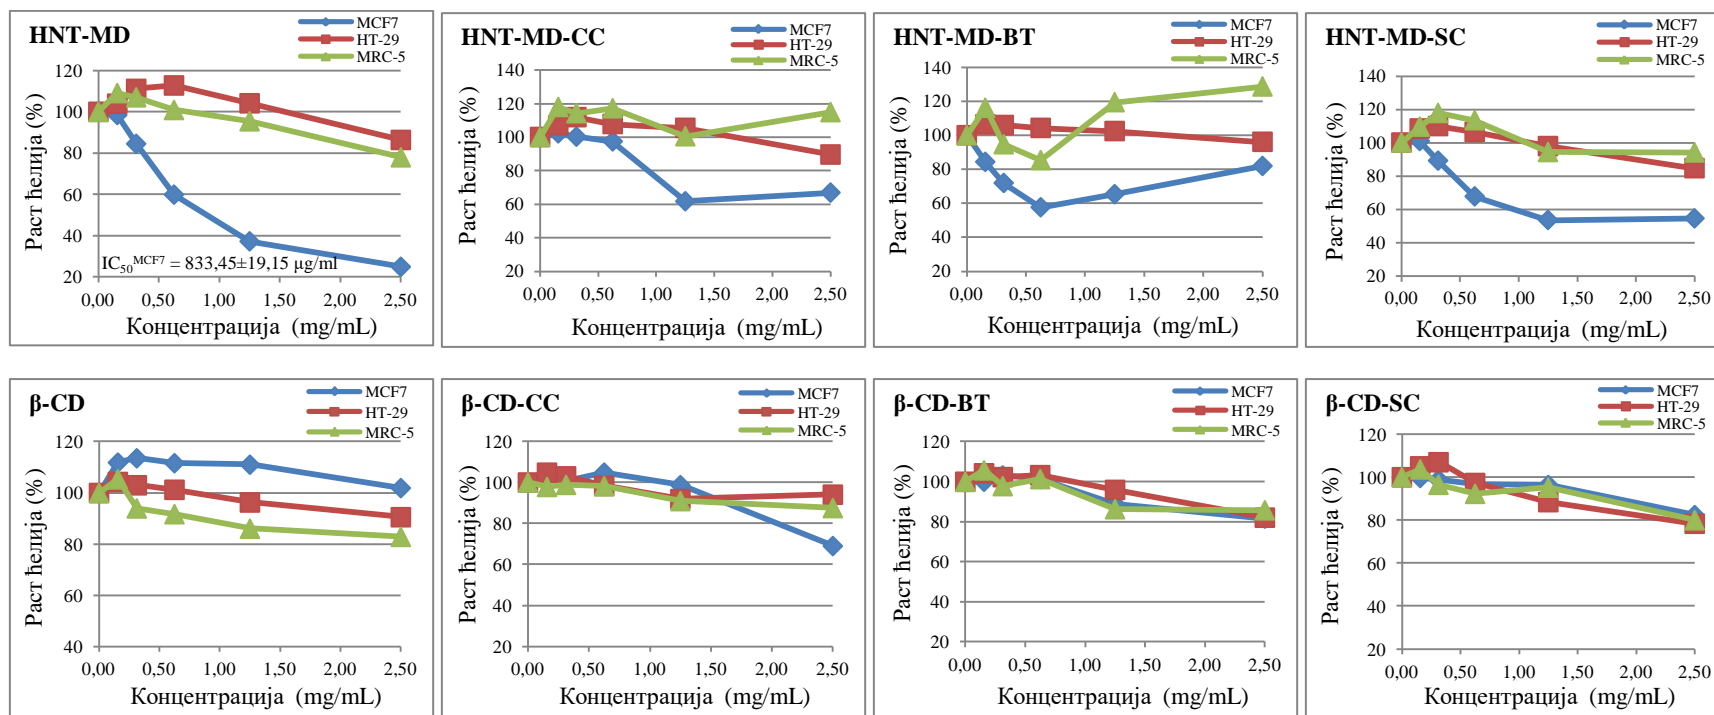 HNT-MD
MCF7
HT-29
MRC-5
120
100
80
60
40
20
Раст ћелија (%)
IC50MCF7 = 833,45±19,15 μg/ml
0,00 0,50 1,00 1,50 2,00 2,50
Концентрација (mg/mL)
HNT-MD-CC
MCF7
HT-29
MRC-5
140
120
100
80
60
40
20
Раст ћелија (%)
0,00 0,50 1,00 1,50 2,00 2,50
Концентрација (mg/mL)
HNT-MD-BT
MCF7
HT-29
MRC-5
140
120
100
80
60
40
20
Раст ћелија (%)
0,00 0,50 1,00 1,50 2,00 2,50
Концентрација (mg/mL)
HNT-MD-SC
MCF7
HT-29
MRC-5
140
120
100
80
60
40
20
Раст ћелија (%)
0,00 0,50 1,00 1,50 2,00 2,50
Концентрација (mg/mL)
β-CD
MCF7
HT-29
MRC-5
120
100
80
60
40
Раст ћелија (%)
0,00 0,50 1,00 1,50 2,00 2,50
Концентрација (mg/mL)
β-CD-CC
MCF7
HT-29
MRC-5
120
100
80
60
40
20
Раст ћелија (%)
0,00 0,50 1,00 1,50 2,00 2,50
Концентрација (mg/mL)
β-CD-BT
MCF7
HT-29
MRC-5
120
100
80
60
40
20
Раст ћелија (%)
0,00 0,50 1,00 1,50 2,00 2,50
Концентрација (mg/mL)
β-CD-SC
MCF7
HT-29
MRC-5
120
100
80
60
40
20
Раст ћелија (%)
0,00 0,50 1,00 1,50 2,00 2,50
Концентрација (mg/mL)